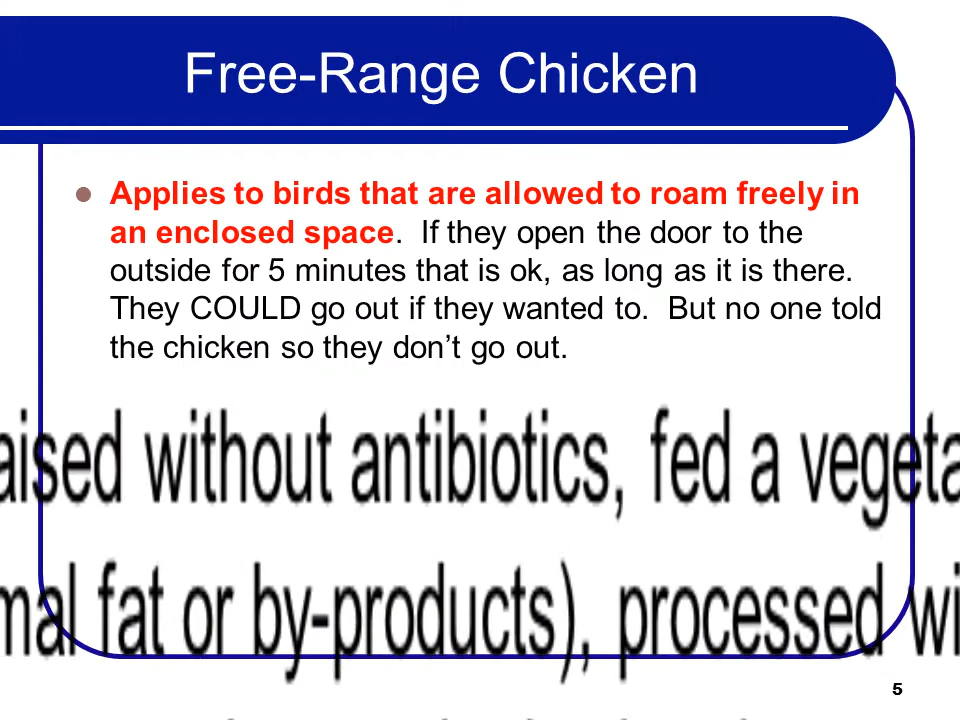 Free-Range Chicken
Applies to birds that are allowed to roam freely in
an enclosed space.  If they open the door to the
outside for 5 minutes that is ok, as long as it is there.
They COULD go out if they wanted to.  But no one told
the chicken so they don’t go out.
aised without antibiotics, fed a vegeta
mal fat or by-products), processed wi
5